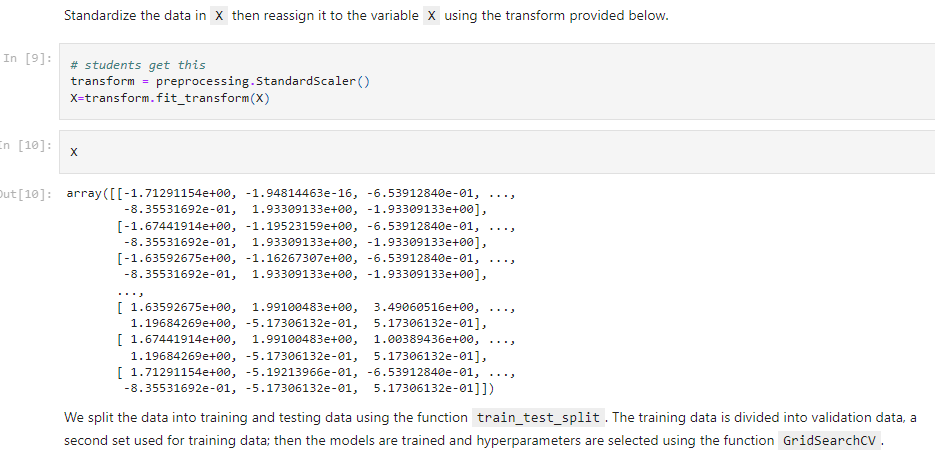 Standardize the data in X then reassign it to the variable X using the transform provided below.
In [9]:
# students get this
transform = preprocessing.StandardScaler()
X=transform.fit_transform(X)
In [10]:
X
Out[10]:
array([[-1.71291154e+00, -1.94814463e-16, -6.53912840e-01, ...,
-8.35531692e-01, 1.93309133e+00, -1.93309133e+00],
[-1.67441914e+00, -1.19523159e+00, -6.53912840e-01, ...,
-8.35531692e-01, 1.93309133e+00, -1.93309133e+00],
[-1.63592675e+00, -1.16267307e+00, -6.53912840e-01, ...,
-8.35531692e-01, 1.93309133e+00, -1.93309133e+00],
...,
[ 1.63592675e+00, 1.99100483e+00, 3.49060516e+00, ...,
1.19684269e+00, -5.17306132e-01, 5.17306132e-01],
[ 1.67441914e+00, 1.99100483e+00, 1.00389436e+00, ...,
1.19684269e+00, -5.17306132e-01, 5.17306132e-01],
[ 1.71291154e+00, -5.19213966e-01, -6.53912840e-01, ...,
-8.35531692e-01, -5.17306132e-01, 5.17306132e-01]])
We split the data into training and testing data using the function train_test_split . The training data is divided into validation data, a
second set used for training data; then the models are trained and hyperparameters are selected using the function GridSearchCV .